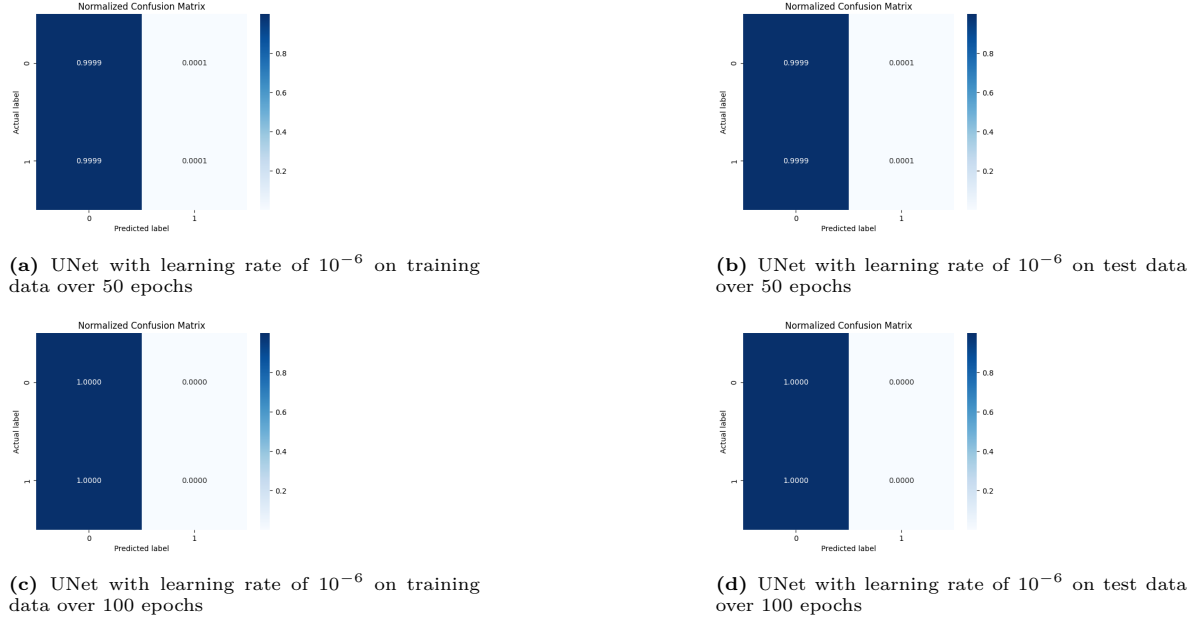 Normalized Confusion Matrix
Actual label
0
0.9999
0.0001
1
0.9999
0.0001
0
1
Predicted label
0.8
0.6
0.4
0.2
(a) UNet with learning rate of 10⁻⁶ on training
data over 50 epochs
Normalized Confusion Matrix
Actual label
0
0.9999
0.0001
1
0.9999
0.0001
0
1
Predicted label
0.8
0.6
0.4
0.2
(b) UNet with learning rate of 10⁻⁶ on test data
over 50 epochs
Normalized Confusion Matrix
Actual label
0
1.0000
0.0000
1
1.0000
0.0000
0
1
Predicted label
0.8
0.6
0.4
0.2
(c) UNet with learning rate of 10⁻⁶ on training
data over 100 epochs
Normalized Confusion Matrix
Actual label
0
1.0000
0.0000
1
1.0000
0.0000
0
1
Predicted label
0.8
0.6
0.4
0.2
(d) UNet with learning rate of 10⁻⁶ on test data
over 100 epochs